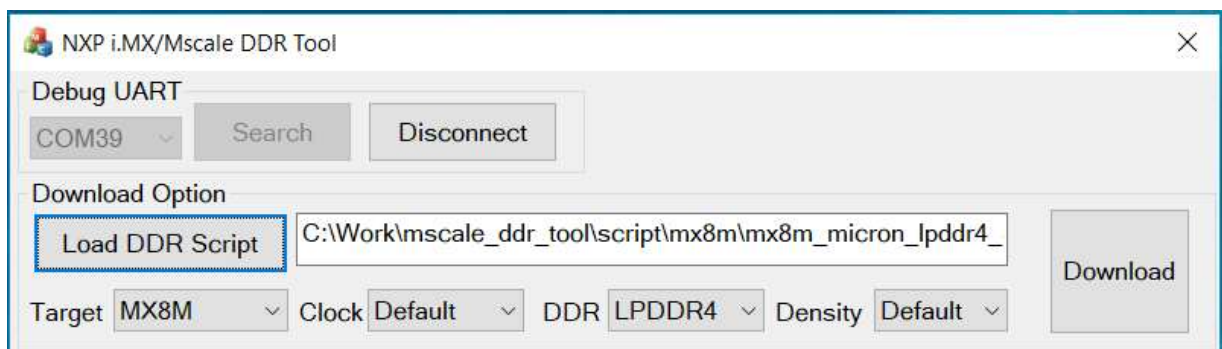 NXP i.MX/Mscale DDR Tool
Debug UART
COM39 Search Disconnect
Download Option
Load DDR Script C:\Work\mscale_ddr_tool\script\mx8m\mx8m_micron_lpddr4_
Download
Target MX8M Clock Default DDR LPDDR4 Density Default